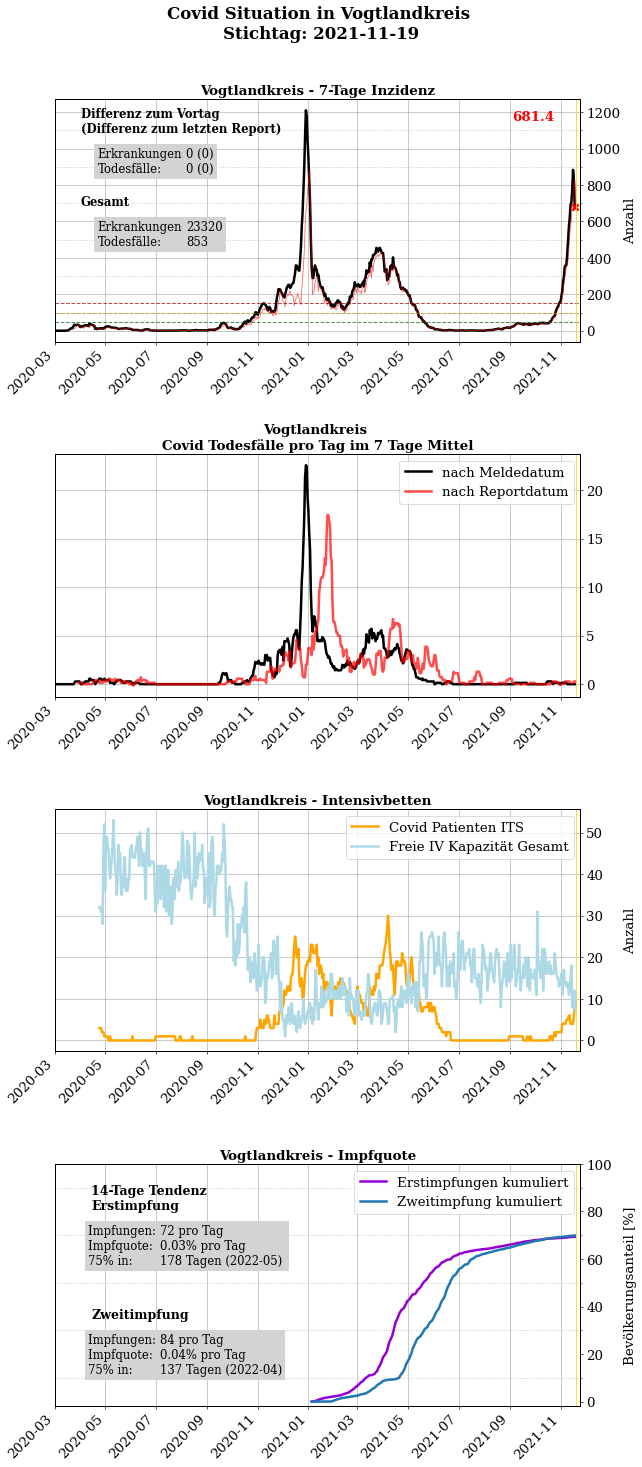 Covid Situation in Vogtlandkreis
Stichtag: 2021-11-19
Vogtlandkreis - 7-Tage Inzidenz
Differenz zum Vortag
(Differenz zum letzten Report)
Erkrankungen 0 (0)
Todesfälle: 0 (0)
Gesamt
Erkrankungen 23320
Todesfälle: 853
681.4
1200
1000
800
600
400
200
0
Anzahl
2020-03
2020-05
2020-07
2020-09
2020-11
2021-01
2021-03
2021-05
2021-07
2021-09
2021-11
Vogtlandkreis
Covid Todesfälle pro Tag im 7 Tage Mittel
nach Meldedatum
nach Reportdatum
20
15
10
5
0
2020-03
2020-05
2020-07
2020-09
2020-11
2021-01
2021-03
2021-05
2021-07
2021-09
2021-11
Vogtlandkreis - Intensivbetten
Covid Patienten ITS
Freie IV Kapazität Gesamt
50
40
30
20
10
0
Anzahl
2020-03
2020-05
2020-07
2020-09
2020-11
2021-01
2021-03
2021-05
2021-07
2021-09
2021-11
Vogtlandkreis - Impfquote
14-Tage Tendenz
Erstimpfung
Impfungen: 72 pro Tag
Impfquote: 0.03% pro Tag
75% in: 178 Tagen (2022-05)
Zweitimpfung
Impfungen: 84 pro Tag
Impfquote: 0.04% pro Tag
75% in: 137 Tagen (2022-04)
Erstimpfungen kumuliert
Zweitimpfung kumuliert
100
80
60
40
20
0
Bevölkerungsanteil [%]
2020-03
2020-05
2020-07
2020-09
2020-11
2021-01
2021-03
2021-05
2021-07
2021-09
2021-11